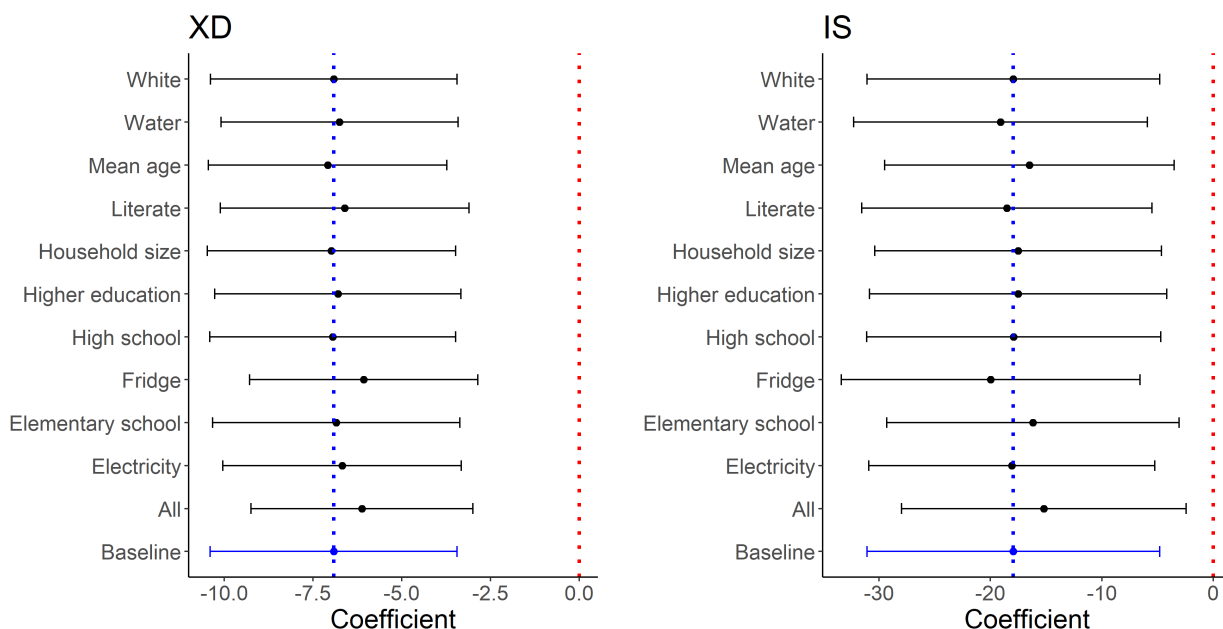 XD
White
Water
Mean age
Literate
Household size
Higher education
High school
Fridge
Elementary school
Electricity
All
Baseline
-10.0 -7.5 -5.0 -2.5 0.0
Coefficient
IS
White
Water
Mean age
Literate
Household size
Higher education
High school
Fridge
Elementary school
Electricity
All
Baseline
-30 -20 -10 0
Coefficient